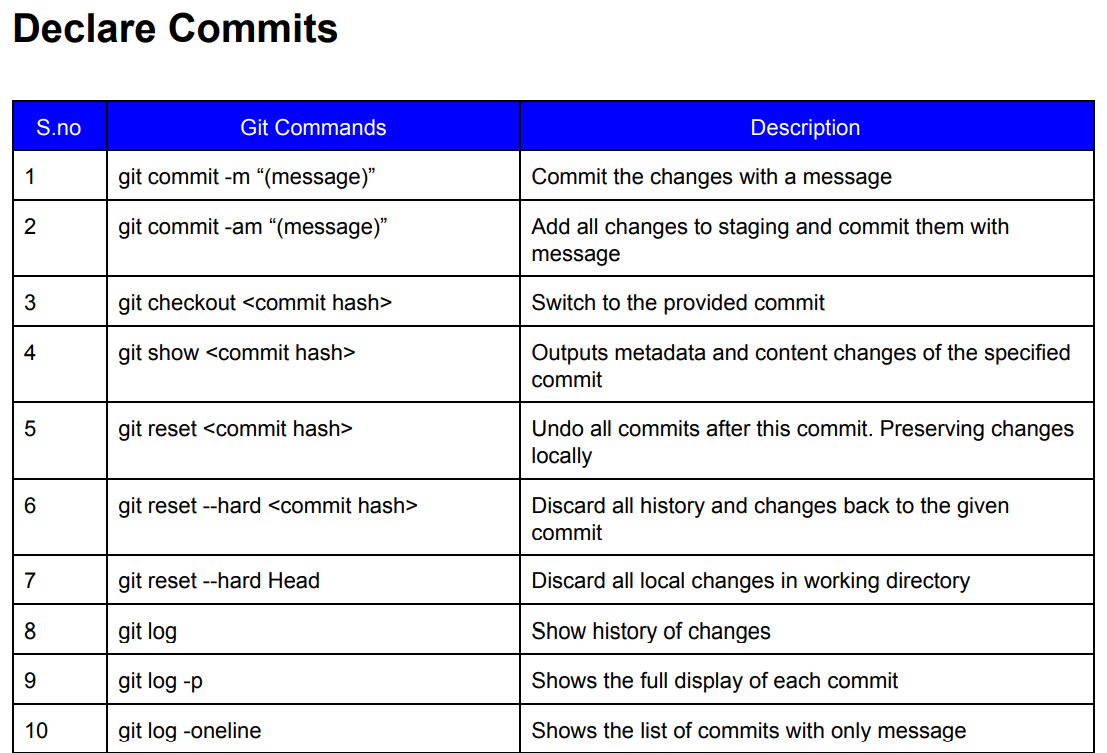 Declare Commits
S.no Git Commands Description
1 git commit -m “(message)” Commit the changes with a message
2 git commit -am “(message)” Add all changes to staging and commit them with
message
3 git checkout <commit hash> Switch to the provided commit
4 git show <commit hash> Outputs metadata and content changes of the specified
commit
5 git reset <commit hash> Undo all commits after this commit. Preserving changes
locally
6 git reset --hard <commit hash> Discard all history and changes back to the given
commit
7 git reset --hard Head Discard all local changes in working directory
8 git log Show history of changes
9 git log -p Shows the full display of each commit
10 git log -oneline Shows the list of commits with only message